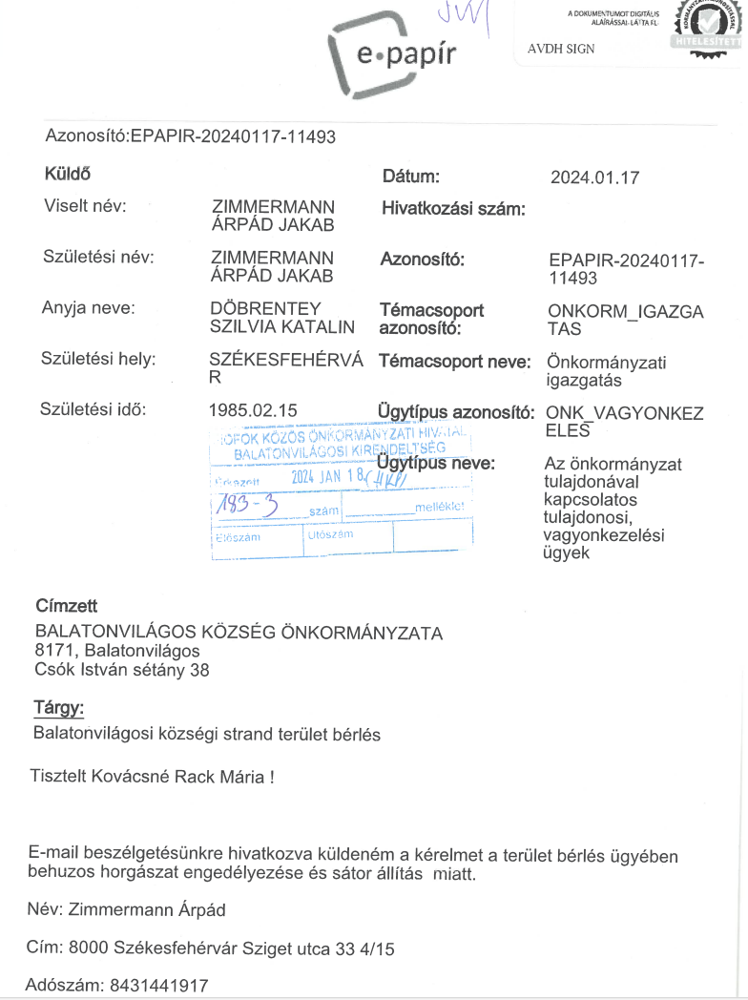 A DOKUMENTUMOT DIGITÁLIS
ALÁÍRÁSSAL LÁTTA EL
AVDH SIGN
HITELESÍTETT
e-papír
Azonosító:EPAPIR-20240117-11493
Küldő
Dátum: 2024.01.17
Viselt név: ZIMMERMANN ÁRPÁD JAKAB
Hivatkozási szám:
Születési név: ZIMMERMANN ÁRPÁD JAKAB
Azonosító: EPAPIR-20240117-11493
Anyja neve: DÖBRENTEY SZILVIA KATALIN
Témacsoport azonosító: ONKORM_IGAZGATAS
Születési hely: SZÉKESFEHÉRVÁR
Témacsoport neve: Önkormányzati igazgatás
Születési idő: 1985.02.15
Ügytípus azonosító: ONK_VAGYONKEZELES
Ügytípus neve: Az önkormányzat
tulajdonával
kapcsolatos
tulajdonosi,
vagyonkezelési
ügyek
KÖZÖS ÖNKORMÁNYZATI
BALATONVILÁGOSI KIRENDELTSÉG
Érkezett 2024 JAN 18.
183-3 szám melléklet
Előszám Utószám
Címzett
BALATONVILÁGOS KÖZSÉG ÖNKORMÁNYZATA
8171, Balatonvilágos
Csók István sétány 38
Tárgy:
Balatonvilágosi községi strand terület bérlés
Tisztelt Kovácsné Rack Mária !
E-mail beszélgetésünkre hivatkozva küldeném a kérelmet a terület bérlés ügyében
behuzos horgászat engedélyezése és sátor állítás miatt.
Név: Zimmermann Árpád
Cím: 8000 Székesfehérvár Sziget utca 33 4/15
Adószám: 8431441917